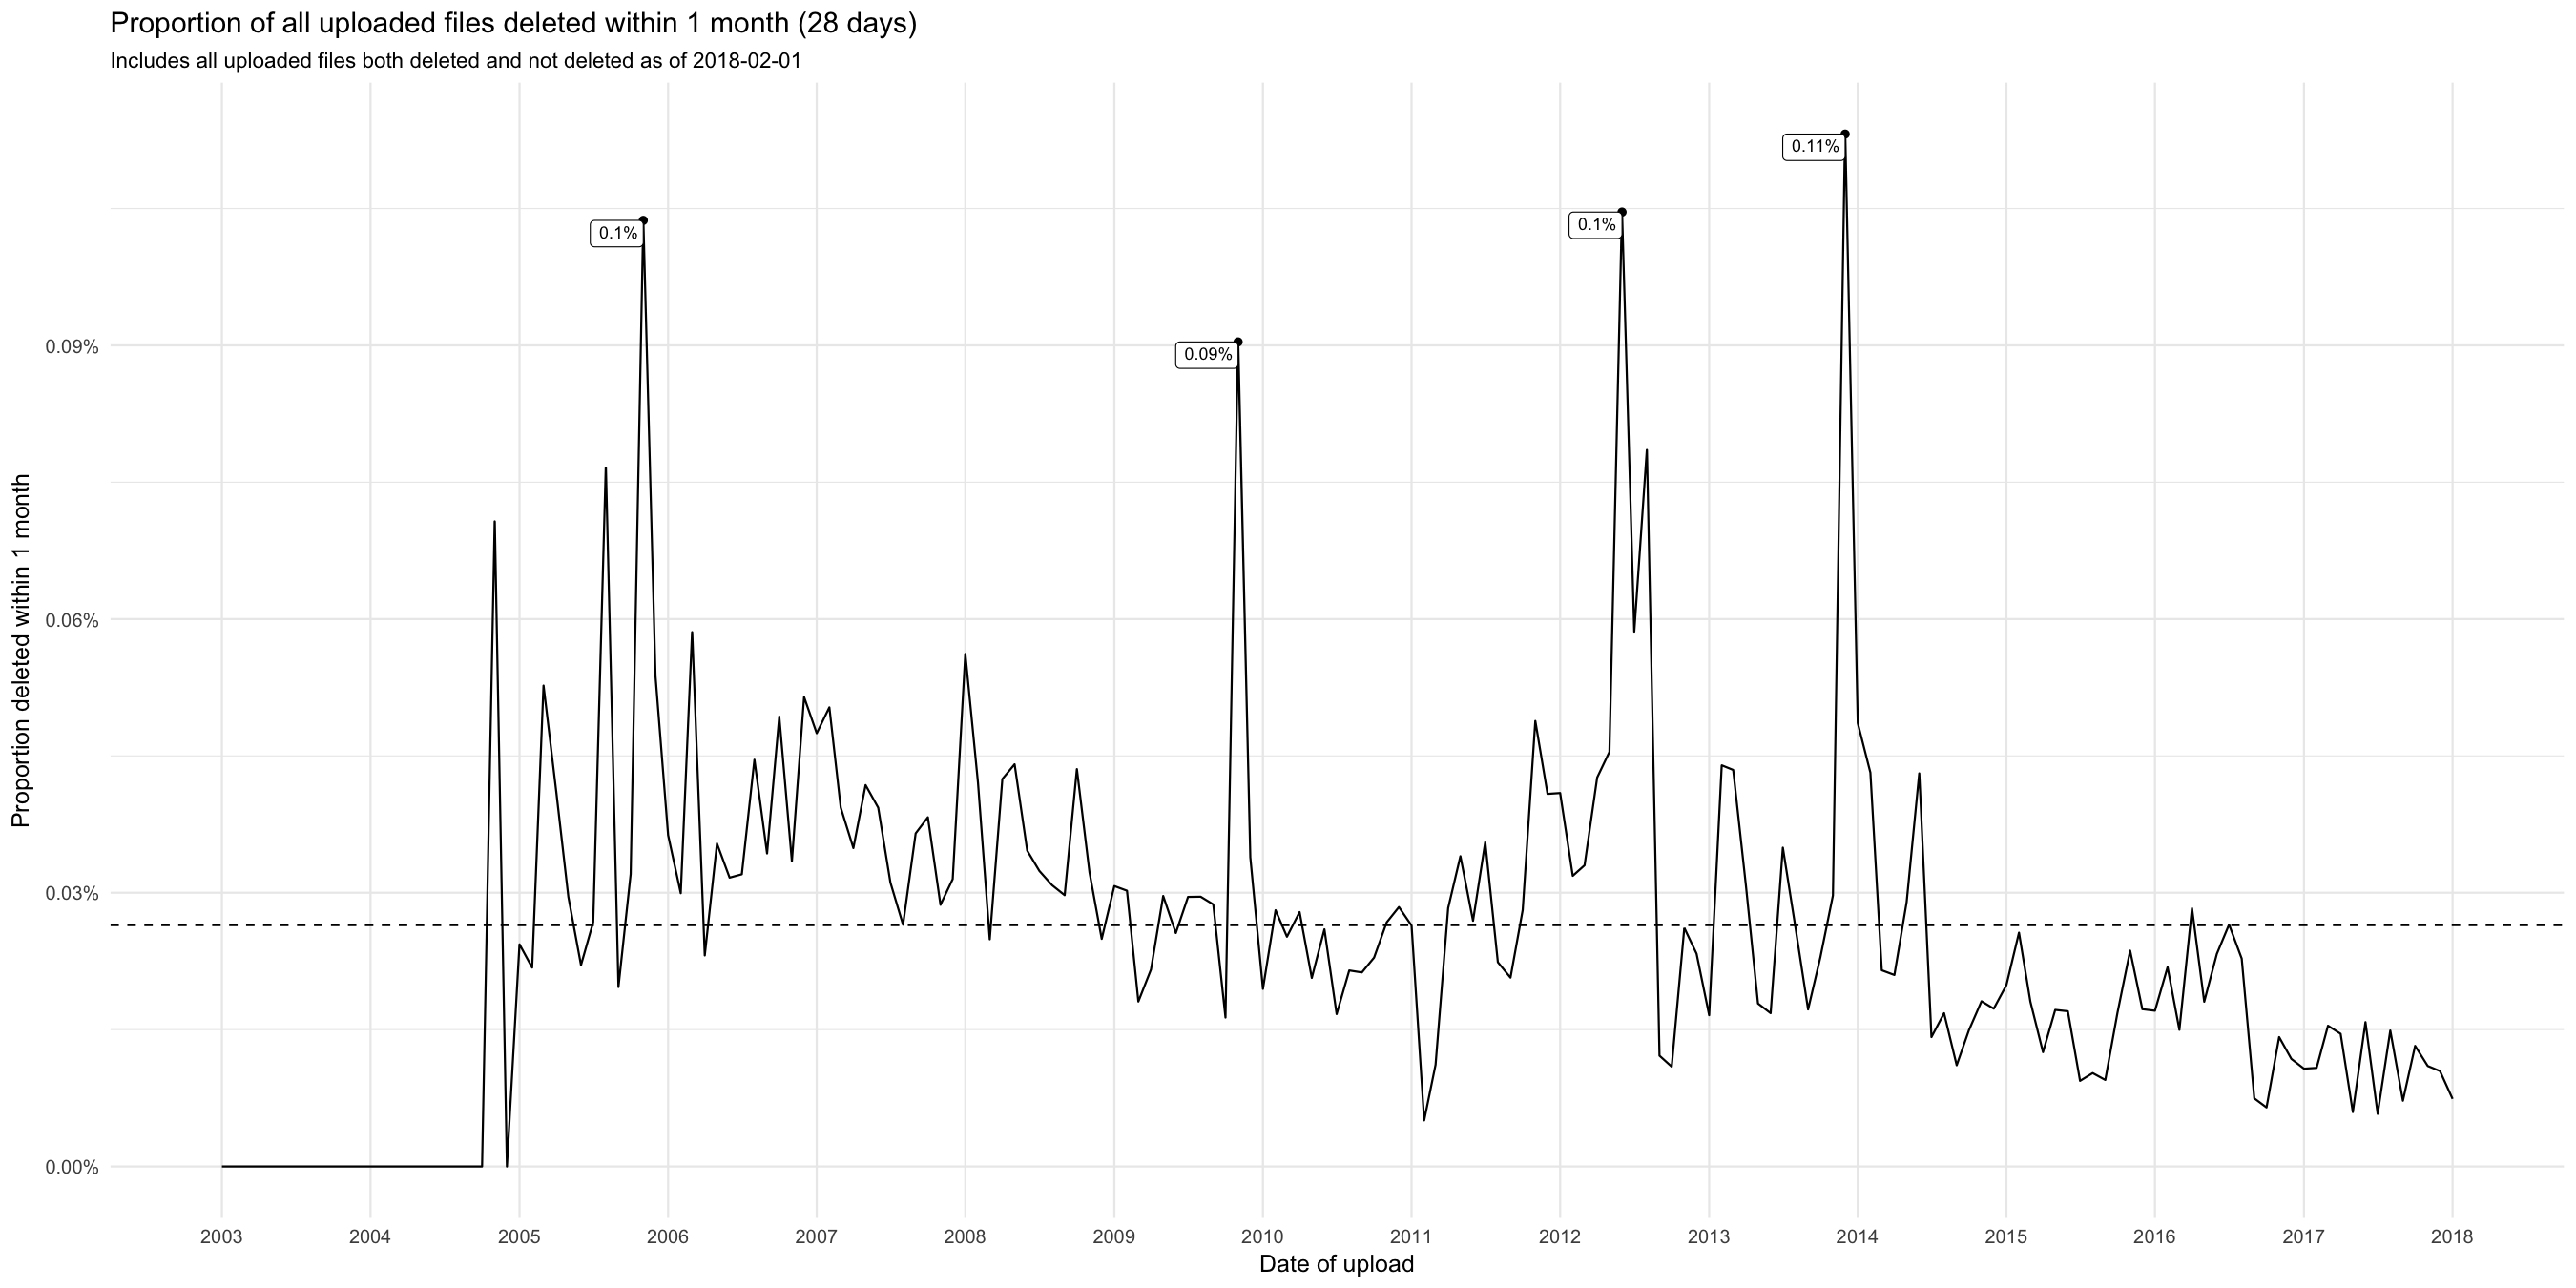 Proportion of all uploaded files deleted within 1 month (28 days)
Includes all uploaded files both deleted and not deleted as of 2018-02-01
0.11%
0.1%
0.1%
0.09%
0.09%
0.06%
0.03%
0.00%
Proportion deleted within 1 month
2003 2004 2005 2006 2007 2008 2009 2010 2011 2012 2013 2014 2015 2016 2017 2018
Date of upload